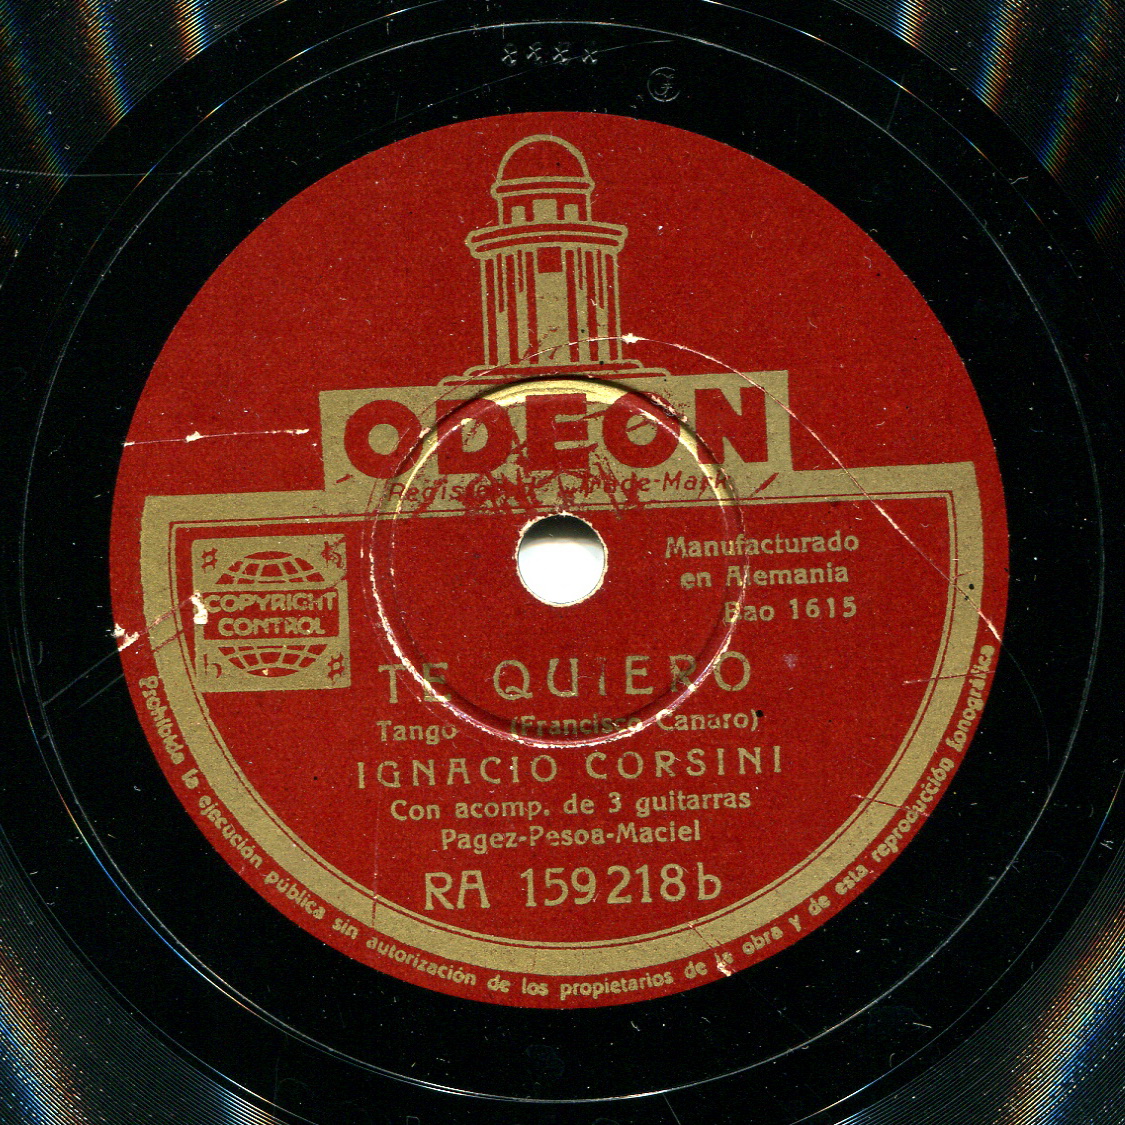 ODEON
Registered Trade-Mark
Manufacturado
en Alemania
Bao 1615
COPYRIGHT
CONTROL
TE QUIERO
Tango (Francisco Canaro)
IGNACIO CORSINI
Con acomp. de 3 guitarras
Pagez-Pesoa-Maciel
RA 159218b
Prohibida la ejecución pública sin autorización de los propietarios de la obra y de esta reproducción fonográfica